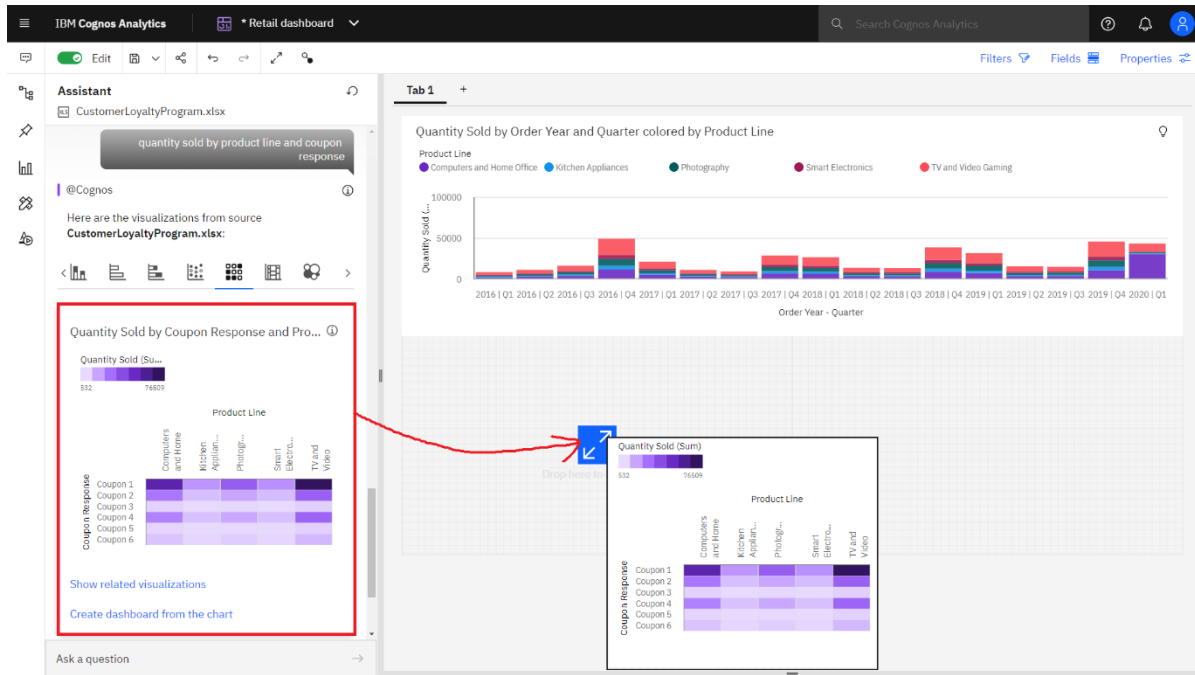 IBM Cognos Analytics
* Retail dashboard
Search Cognos Analytics
Edit
Filters
Fields
Properties
Assistant
CustomerLoyaltyProgram.xlsx
quantity sold by product line and coupon
response
@Cognos
Here are the visualizations from source
CustomerLoyaltyProgram.xlsx:
Quantity Sold by Coupon Response and Pro...
Quantity Sold (Su...
532 76509
Product Line
Computers
and Home
Kitchen
Applian...
Photogr...
Smart
Electro...
TV and
Video
Coupon Response
Coupon 1
Coupon 2
Coupon 3
Coupon 4
Coupon 5
Coupon 6
Show related visualizations
Create dashboard from the chart
Ask a question
Tab 1 +
Quantity Sold by Order Year and Quarter colored by Product Line
Product Line
Computers and Home Office Kitchen Appliances Photography Smart Electronics TV and Video Gaming
Quantity Sold (...
100000
50000
0
2016 | Q1 2016 | Q2 2016 | Q3 2016 | Q4 2017 | Q1 2017 | Q2 2017 | Q3 2017 | Q4 2018 | Q1 2018 | Q2 2018 | Q3 2018 | Q4 2019 | Q1 2019 | Q2 2019 | Q3 2019 | Q4 2020 | Q1
Order Year - Quarter
Drop here to
Quantity Sold (Sum)
532 76509
Product Line
Computers
and Home
Kitchen
Applian...
Photogr...
Smart
Electro...
TV and
Video
Coupon Response
Coupon 1
Coupon 2
Coupon 3
Coupon 4
Coupon 5
Coupon 6